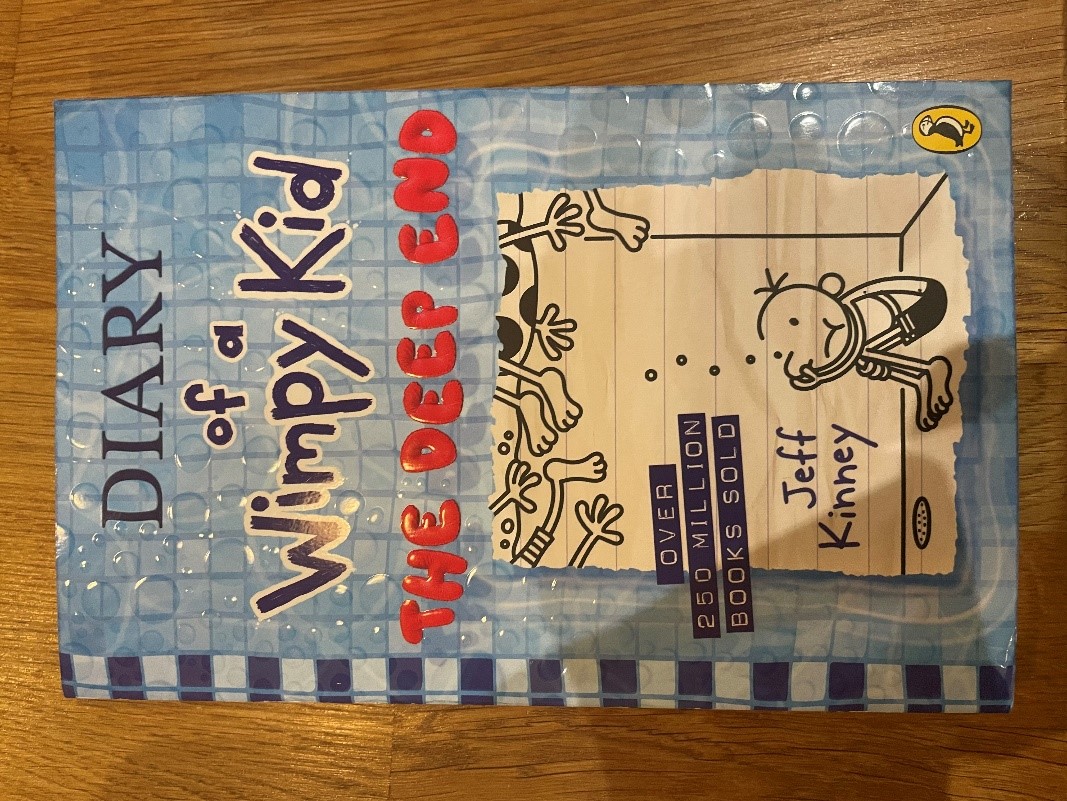 DIARY
of a
Wimpy Kid
THE DEEP END
OVER
250 MILLION
BOOKS SOLD
Jeff
Kinney